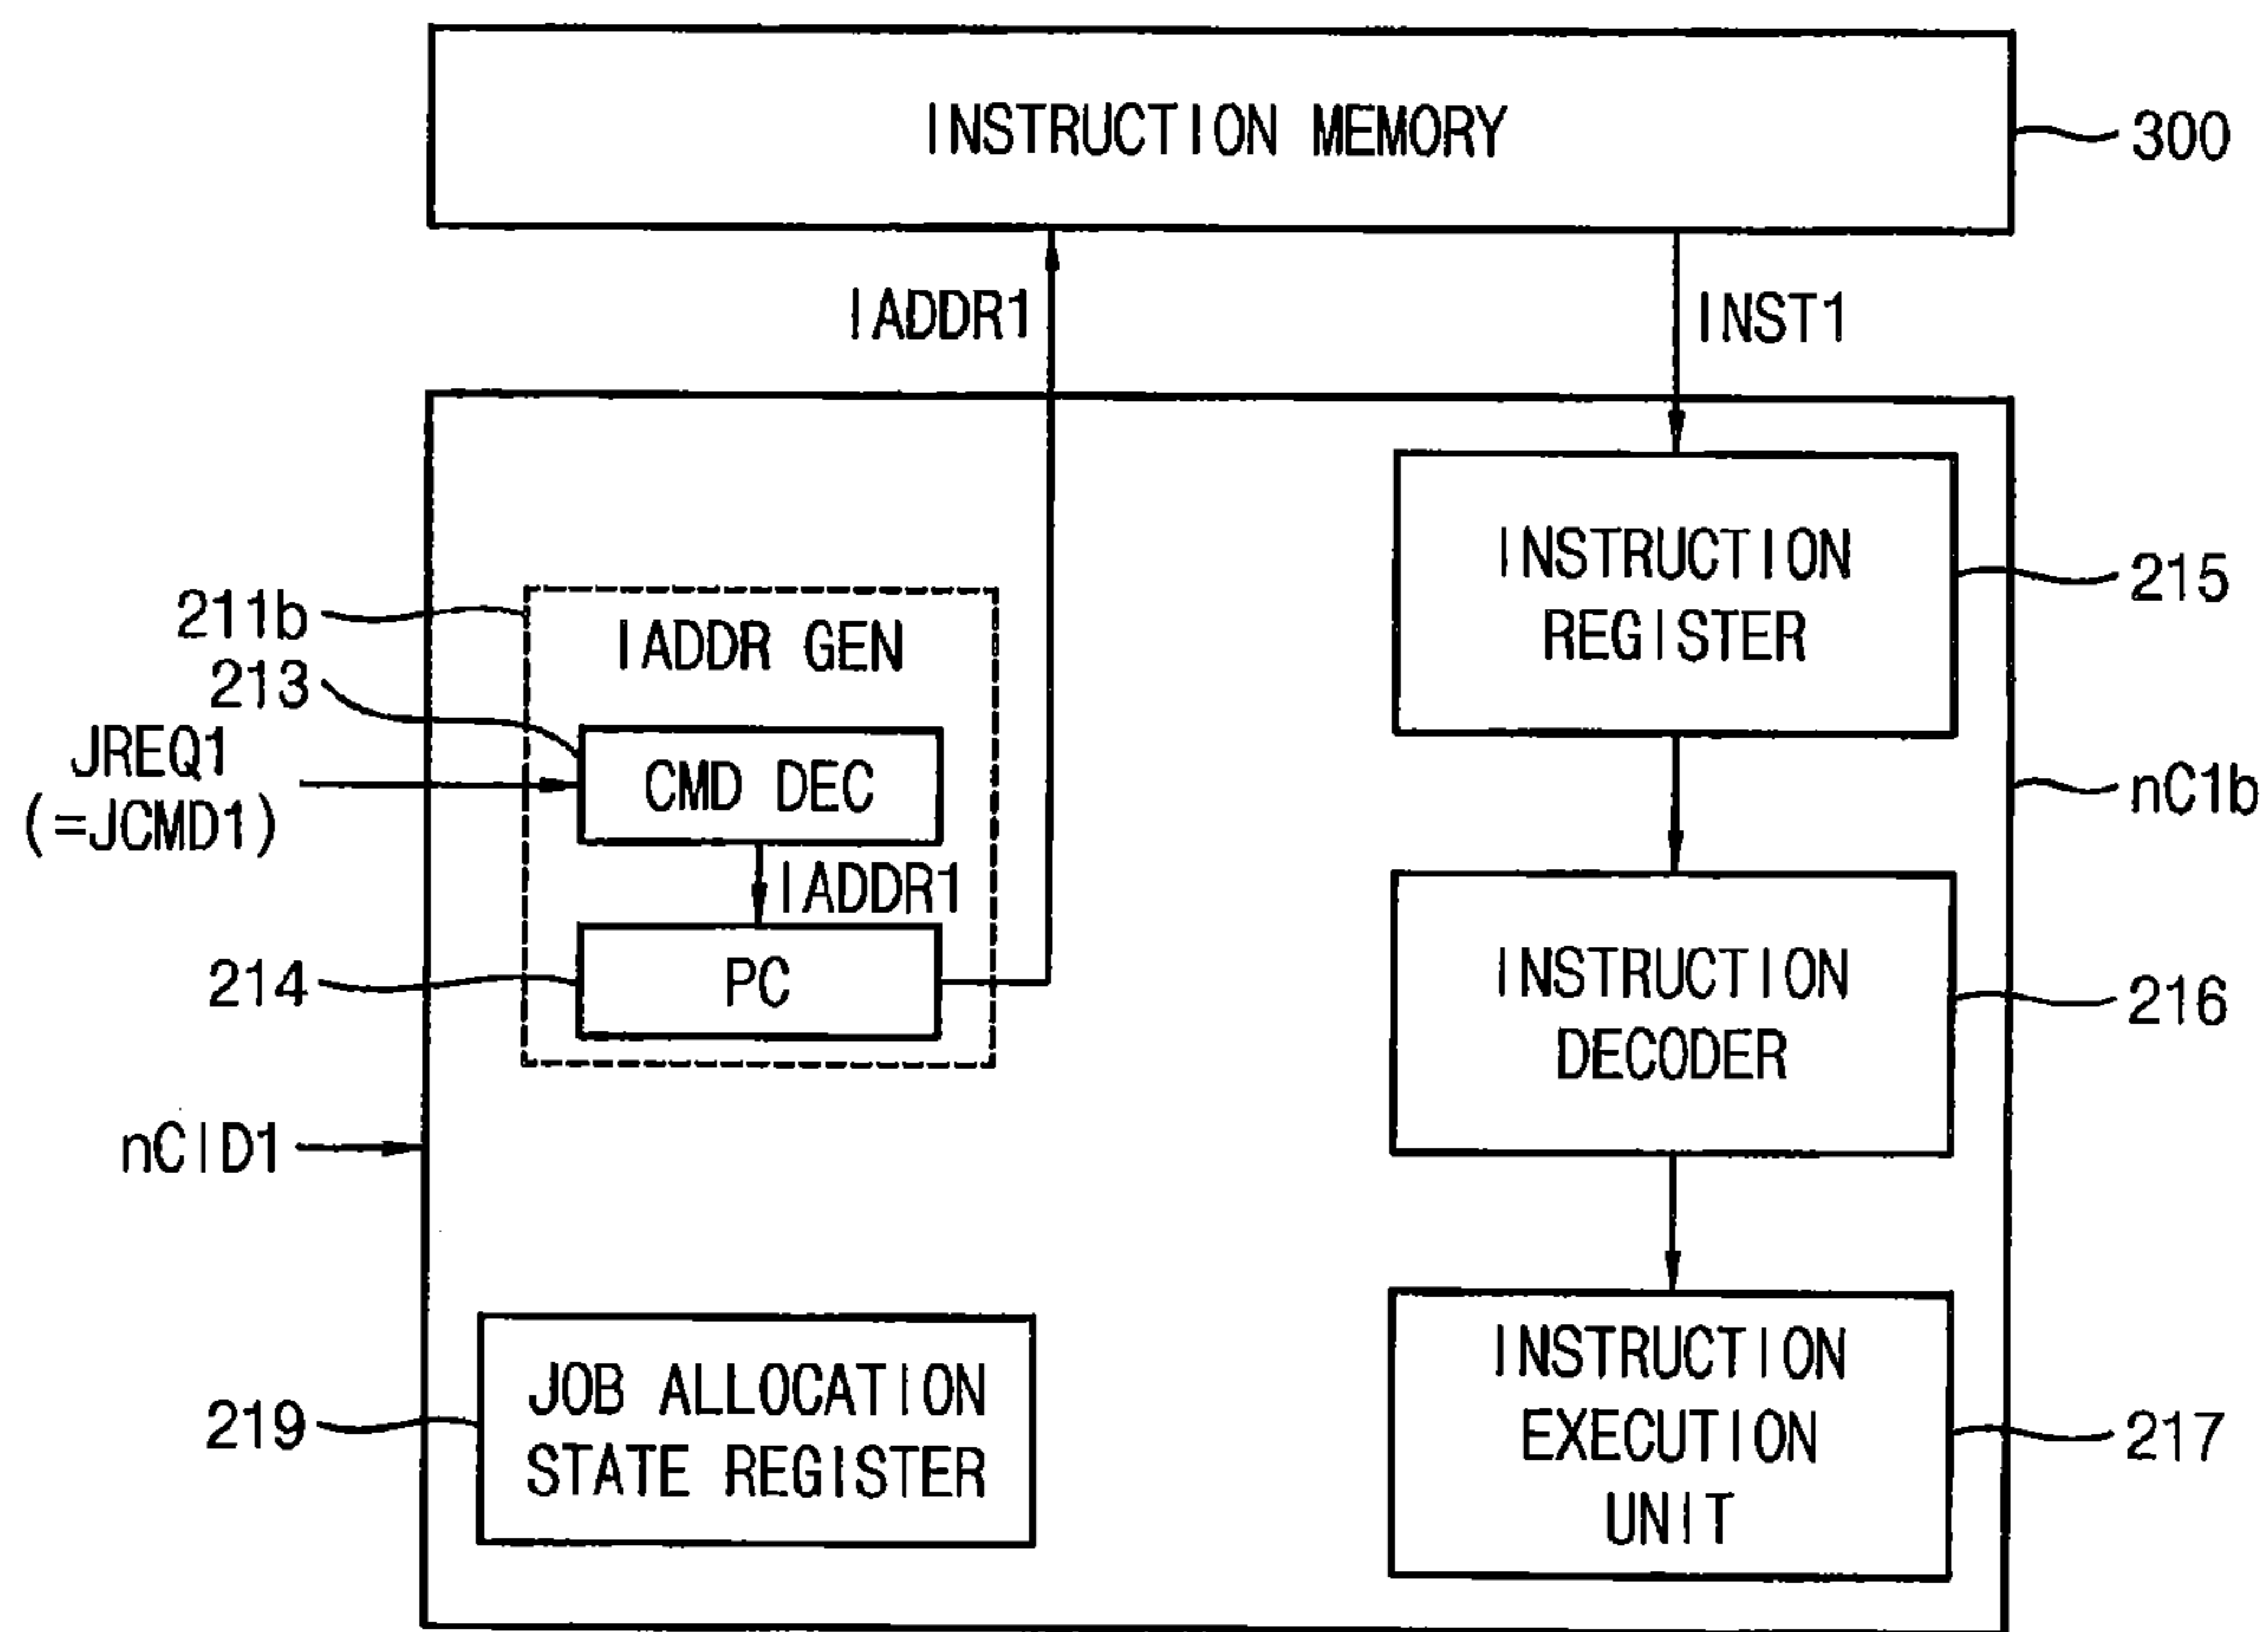 INSTRUCTION MEMORY
300
IADDR1
INST1
211b
IADDR GEN
213
JREQ1
(=JCMD1)
CMD DEC
IADDR1
214
PC
nCID1
INSTRUCTION
REGISTER
215
nC1b
INSTRUCTION
DECODER
216
219
JOB ALLOCATION
STATE REGISTER
INSTRUCTION
EXECUTION
UNIT
217